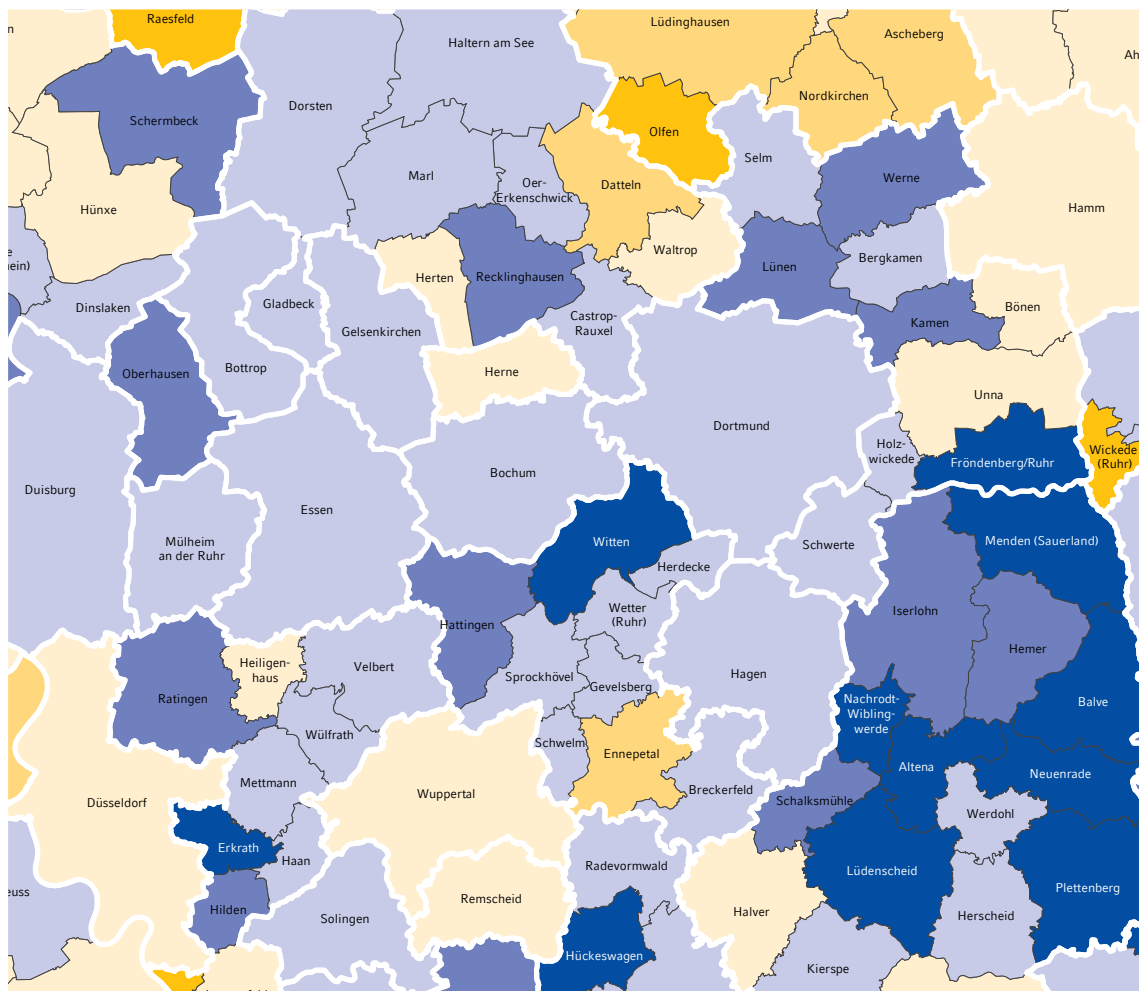 Raesfeld
Lüdinghausen
Haltern am See
Ascheberg
Ah
n
Nordkirchen
Dorsten
Schermbeck
Olfen
Selm
Marl
Oer-
Erkenschwick
Datteln
Werne
Hünxe
Hamm
Waltrop
e
ein)
Bergkamen
Lünen
Recklinghausen
Herten
Dinslaken
Gladbeck
Bönen
Castrop-
Rauxel
Kamen
Gelsenkirchen
Bottrop
Oberhausen
Herne
Unna
Dortmund
Holz-
wickede
Wickede
(Ruhr)
Fröndenberg/Ruhr
Bochum
Duisburg
Essen
Mülheim
an der Ruhr
Witten
Schwerte
Menden (Sauerland)
Herdecke
Wetter
(Ruhr)
Iserlohn
Hattingen
Hemer
Heiligen-
haus
Velbert
Sprockhövel
Gevelsberg
Hagen
Ratingen
Nachrodt-
Wibling-
werde
Balve
Wülfrath
Schwelm
Ennepetal
Altena
Neuenrade
Mettmann
Breckerfeld
Wuppertal
Düsseldorf
Schalksmühle
Werdohl
Erkrath
Haan
Radevormwald
Lüdenscheid
Plettenberg
euss
Remscheid
Hilden
Solingen
Halver
Herscheid
Hückeswagen
Kierspe